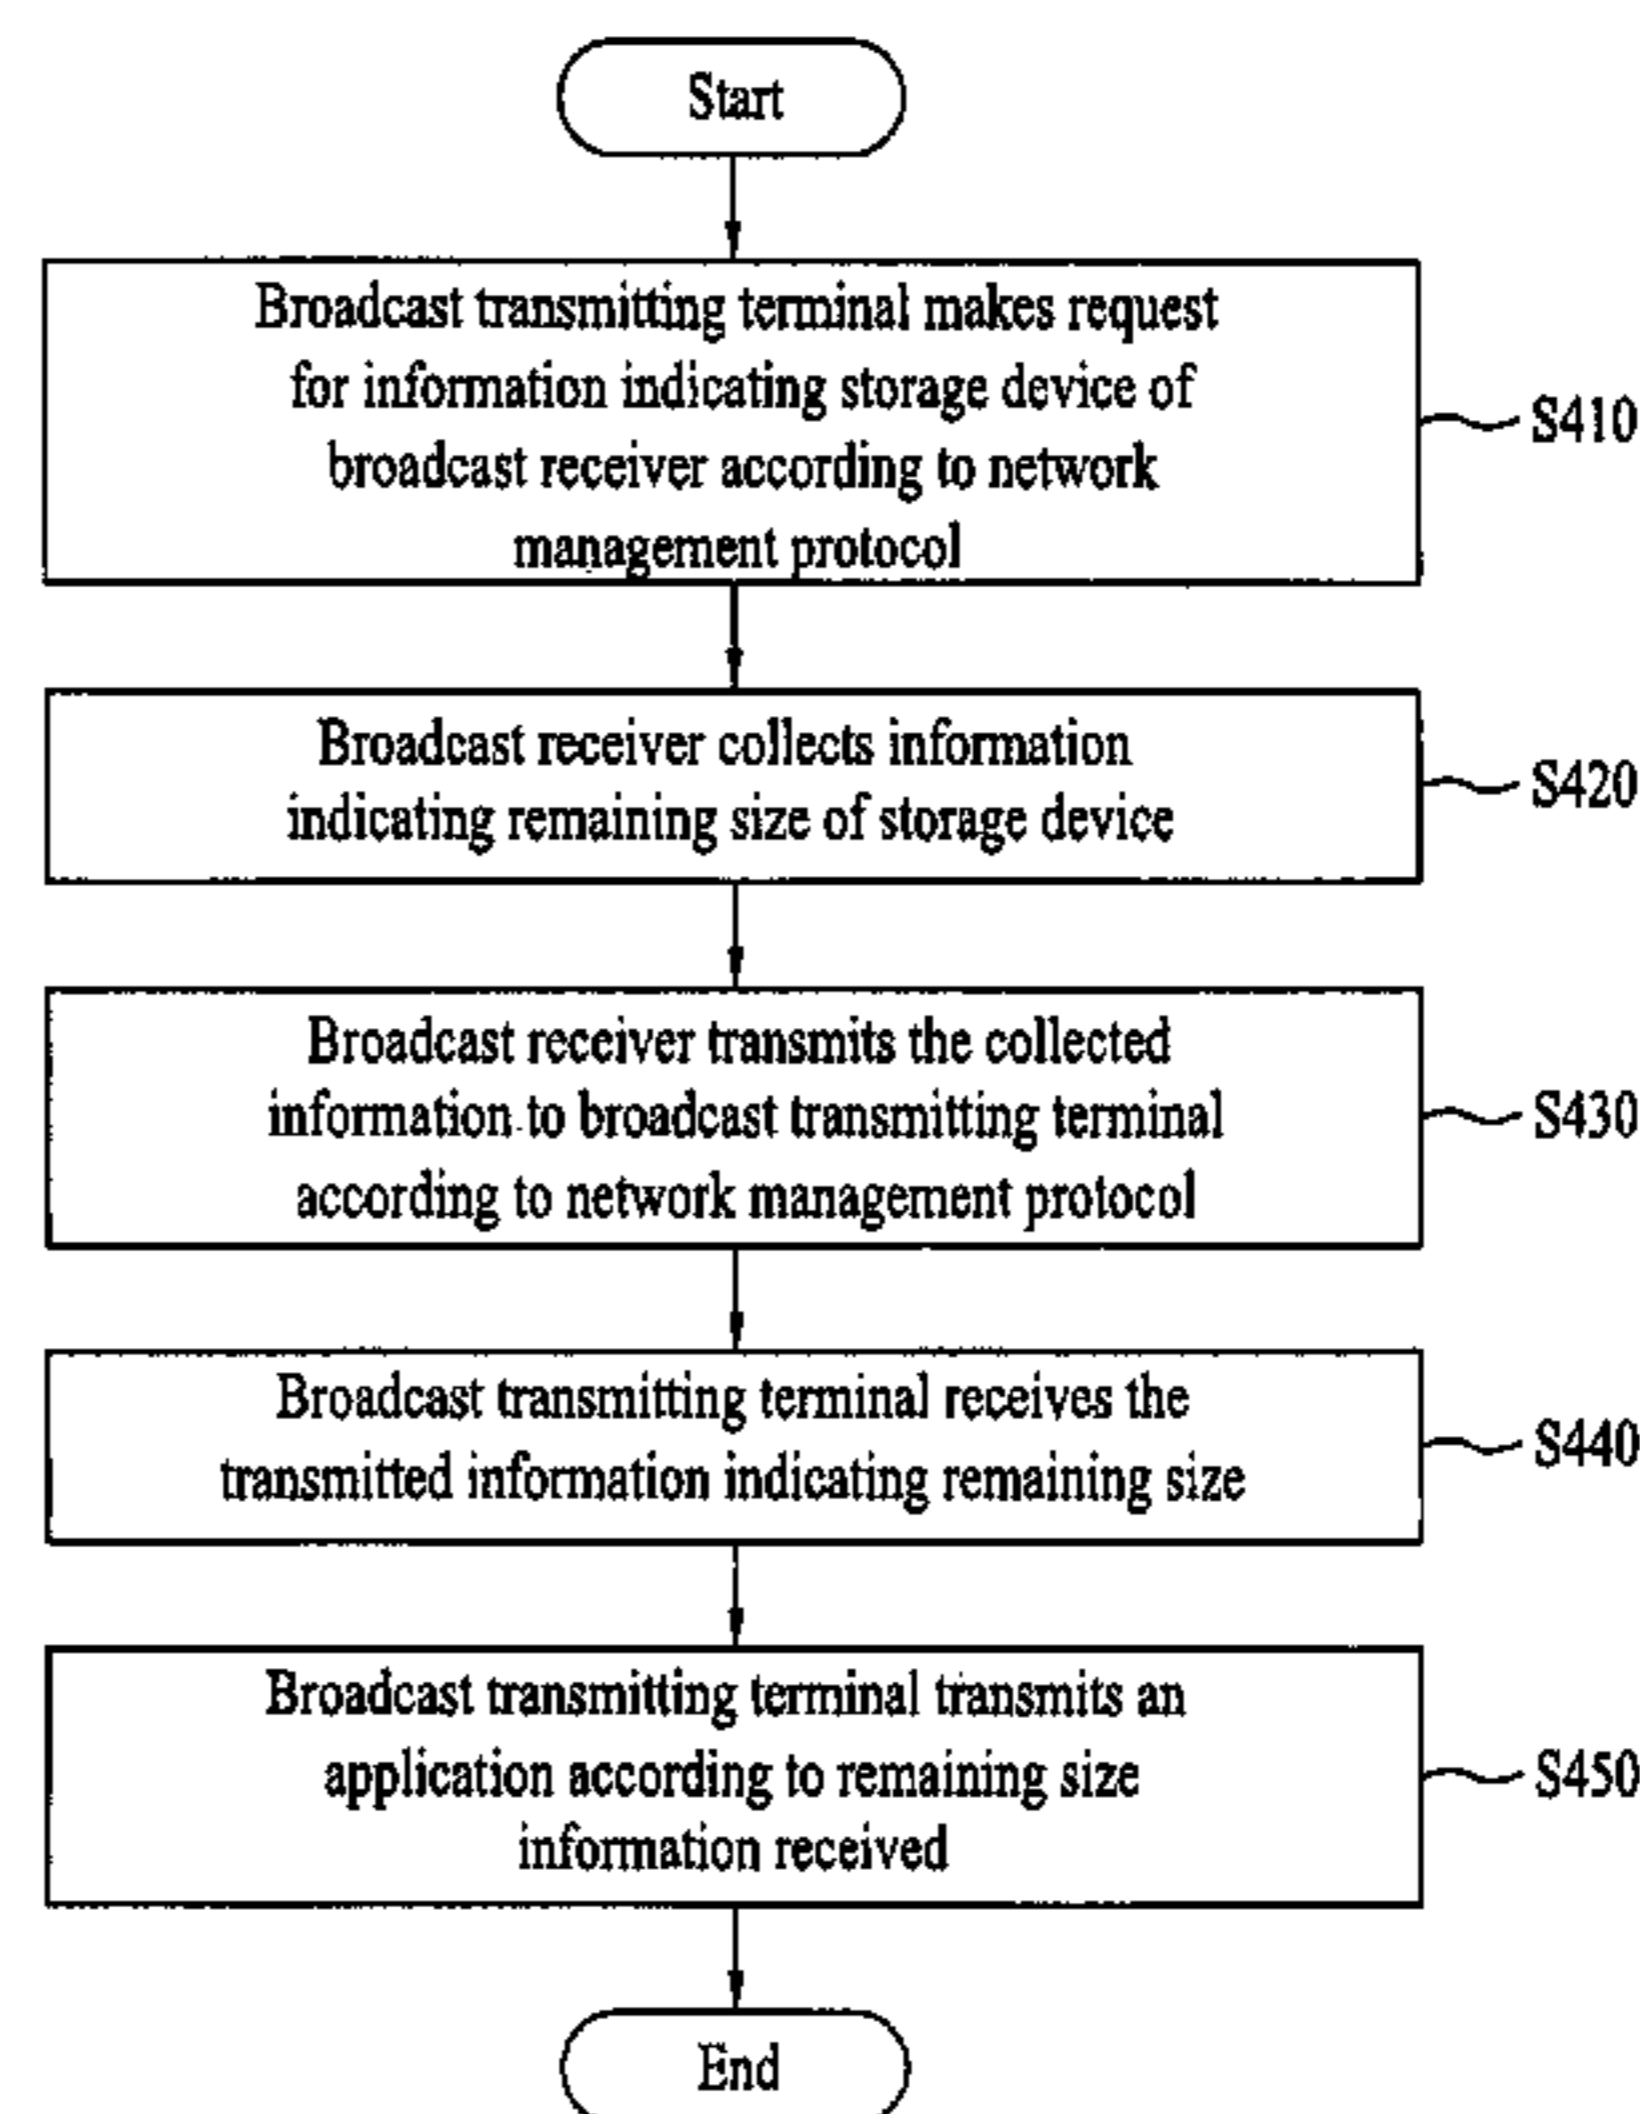 Start
Broadcast transmitting terminal makes request
for information indicating storage device of
broadcast receiver according to network
management protocol
S410
Broadcast receiver collects information
indicating remaining size of storage device
S420
Broadcast receiver transmits the collected
information to broadcast transmitting terminal
according to network management protocol
S430
Broadcast transmitting terminal receives the
transmitted information indicating remaining size
S440
Broadcast transmitting terminal transmits an
application according to remaining size
information received
S450
End